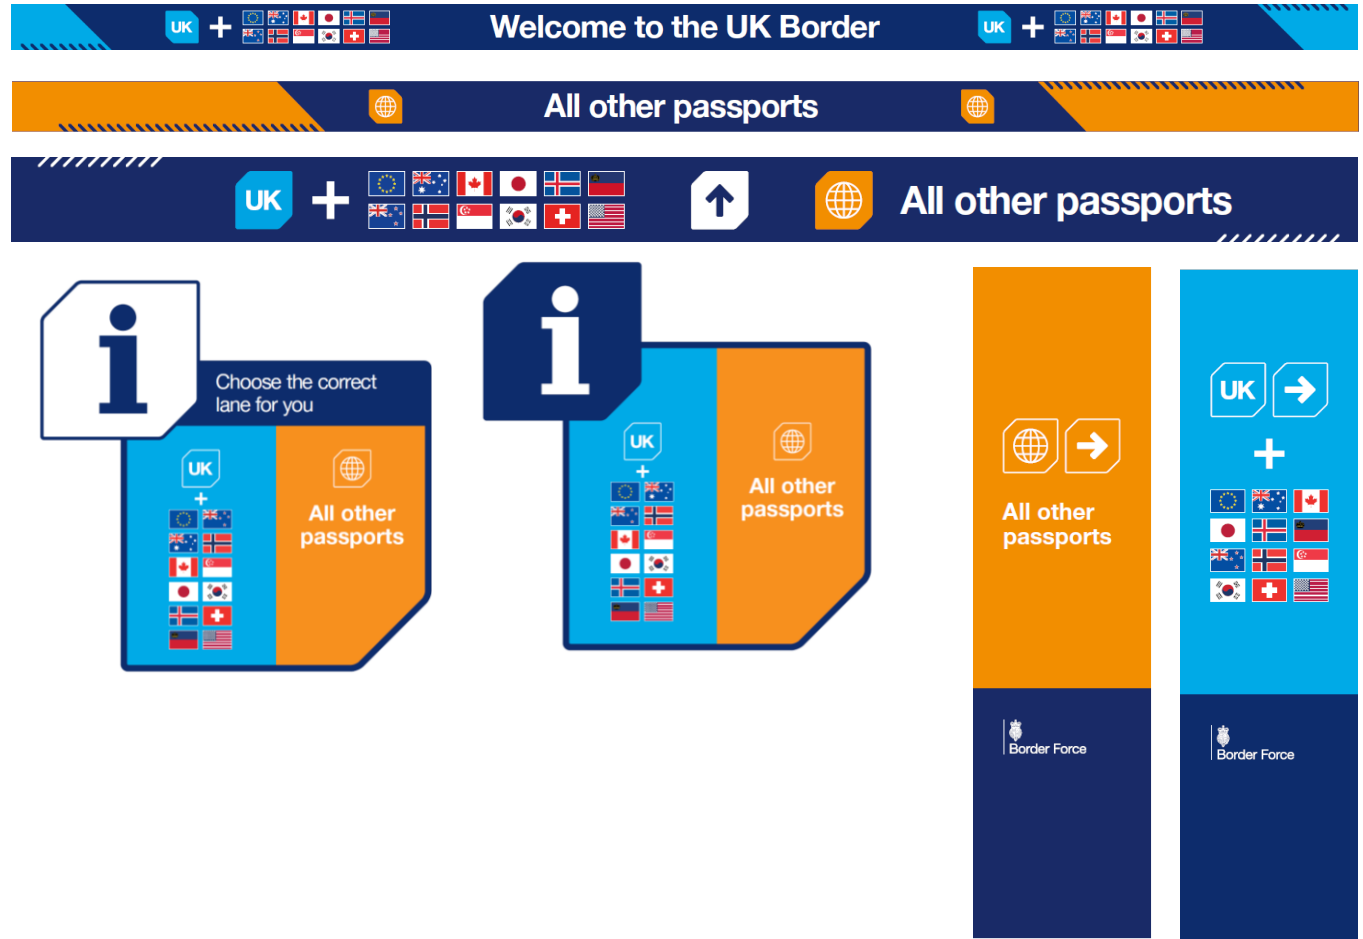 UK + Welcome to the UK Border UK +
All other passports
UK + All other passports
i
Choose the correct
lane for you
UK
+
All other
passports
i
UK
+
All other
passports
All other
passports
Border Force
UK
+
Border Force